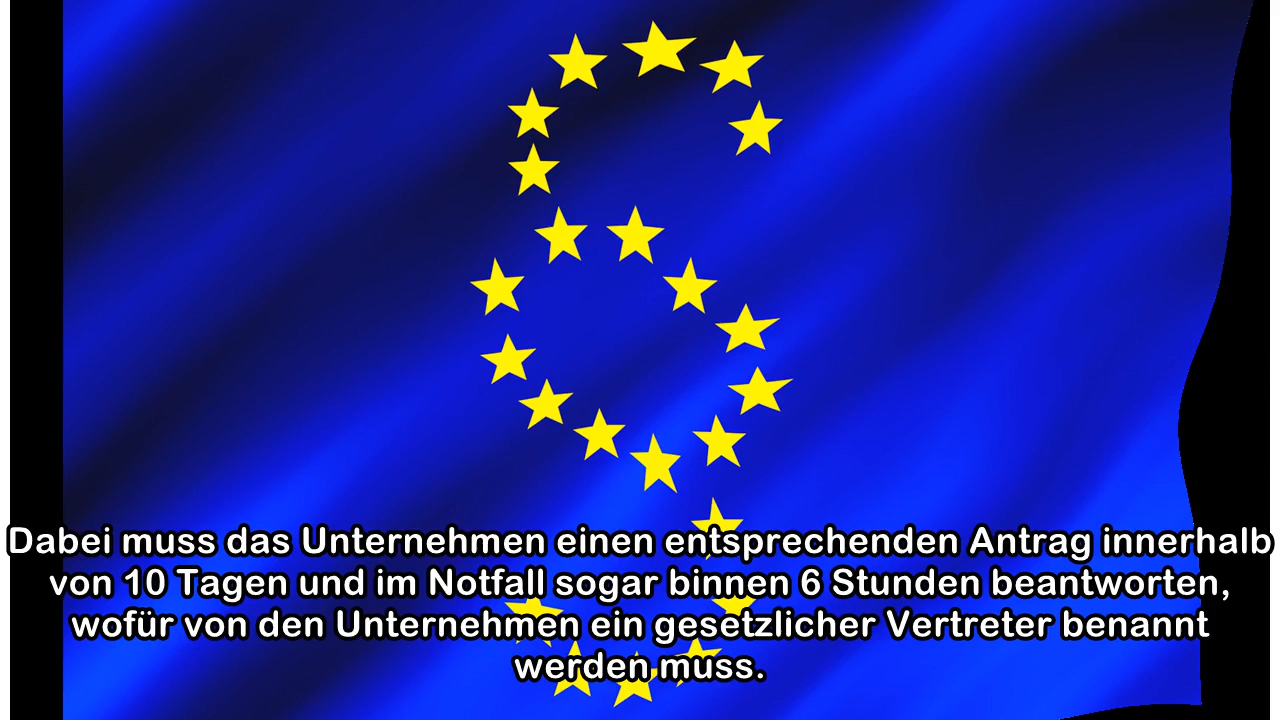 Dabei muss das Unternehmen einen entsprechenden Antrag innerhalb
von 10 Tagen und im Notfall sogar binnen 6 Stunden beantworten,
wofür von den Unternehmen ein gesetzlicher Vertreter benannt
werden muss.